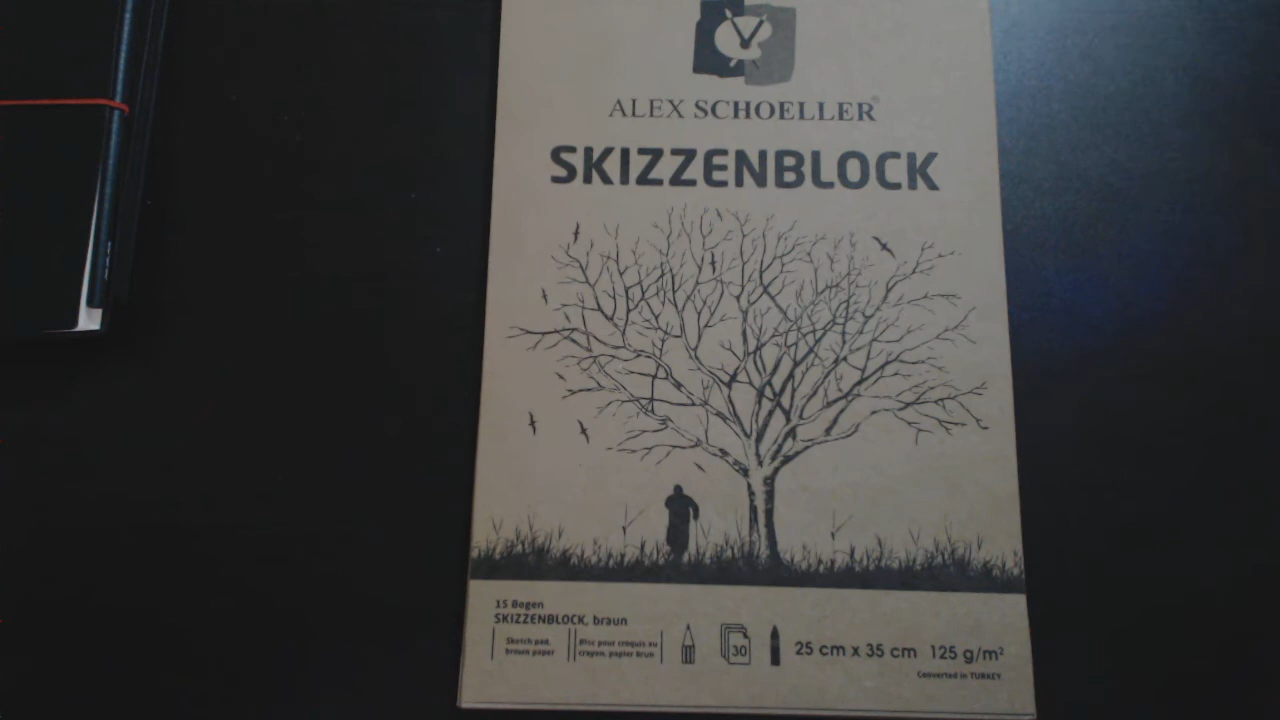 ALEX SCHOELLER®
SKIZZENBLOCK
15 Bogen
SKIZZENBLOCK, braun
Sketch pad,
brown paper
Bloc pour croquis au
crayon, papier brun
30
25 cm x 35 cm 125 g/m²
Converted in TURKEY